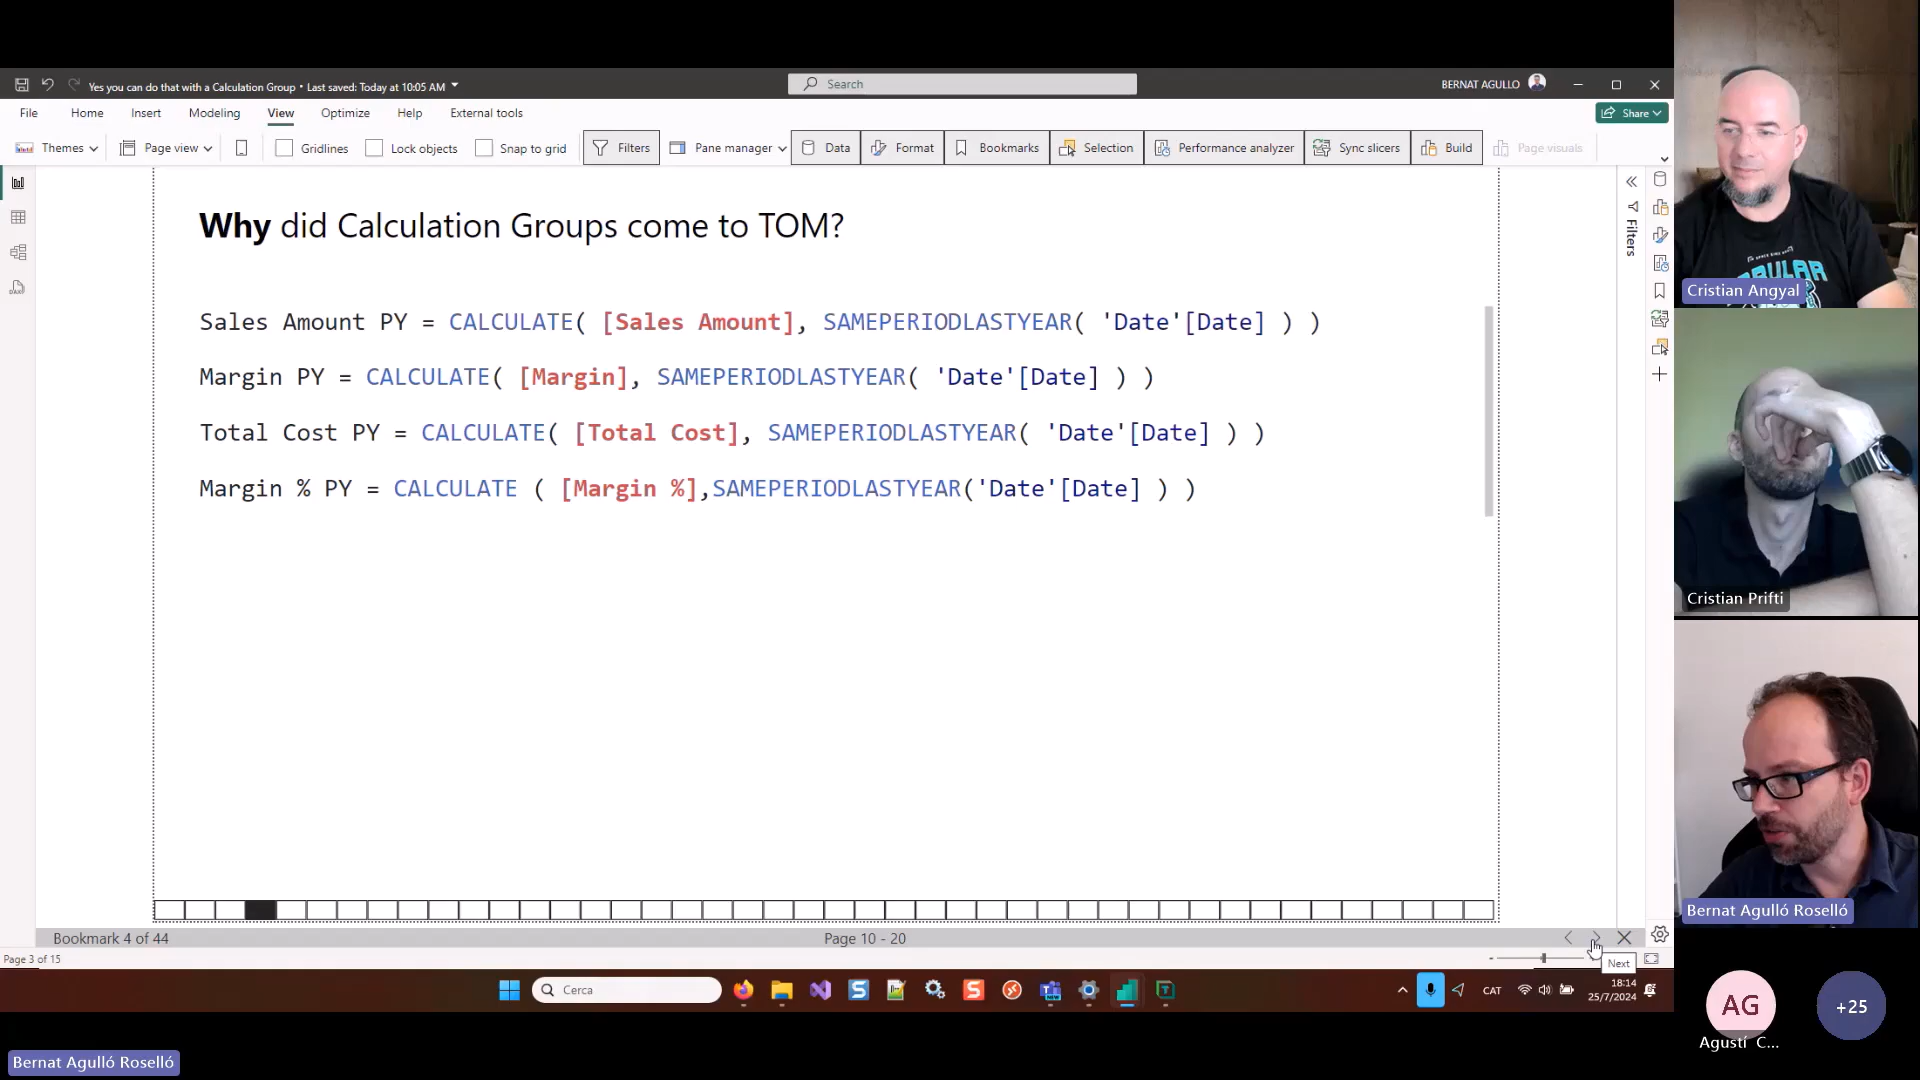 Yes you can do that with a Calculation Group • Last saved: Today at 10:05 AM
Search
BERNAT AGULLO
File Home Insert Modeling View Optimize Help External tools
Share
Themes Page view Gridlines Lock objects Snap to grid Filters Pane manager Data Format Bookmarks Selection Performance analyzer Sync slicers Build Page visuals
Why did Calculation Groups come to TOM?
Filters
Sales Amount PY = CALCULATE( [Sales Amount], SAMEPERIODLASTYEAR( 'Date'[Date] ) )
Margin PY = CALCULATE( [Margin], SAMEPERIODLASTYEAR( 'Date'[Date] ) )
Total Cost PY = CALCULATE( [Total Cost], SAMEPERIODLASTYEAR( 'Date'[Date] ) )
Margin % PY = CALCULATE ( [Margin %],SAMEPERIODLASTYEAR('Date'[Date] ) )
Bookmark 4 of 44
Page 10 - 20
Page 3 of 15
Next
Cerca
CAT
18:14
25/7/2024
Cristian Angyal
Cristian Prifti
Bernat Agulló Roselló
AG
Agustí C...
+25
Bernat Agulló Roselló